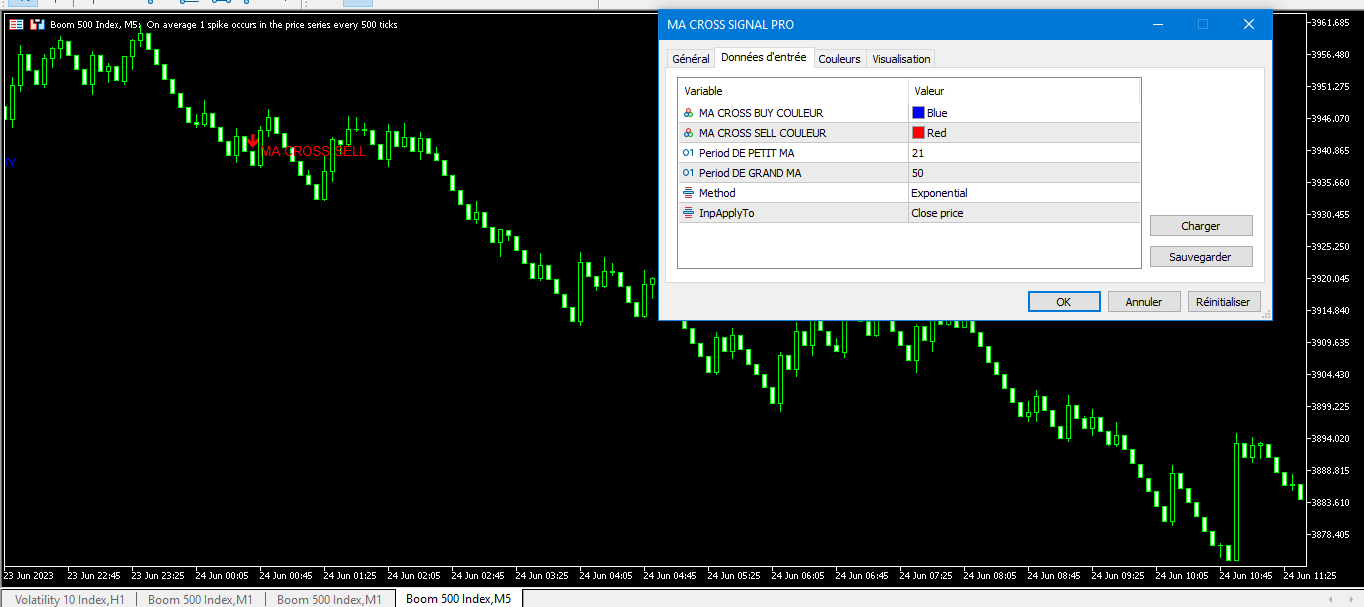 Boom 500 Index, M5: On average 1 spike occurs in the price series every 500 ticks
MA CROSS SELL
MA CROSS SIGNAL PRO
Général
Données d'entrée
Couleurs
Visualisation
Variable
Valeur
MA CROSS BUY COULEUR
Blue
MA CROSS SELL COULEUR
Red
Period DE PETIT MA
21
Period DE GRAND MA
50
Method
Exponential
InpApplyTo
Close price
Charger
Sauvegarder
OK
Annuler
Réinitialiser
3961.685
3956.480
3951.275
3946.070
3940.865
3935.660
3930.455
3925.250
3920.045
3914.840
3909.635
3904.430
3899.225
3894.020
3888.815
3883.610
3878.405
23 Jun 2023
23 Jun 22:45
23 Jun 23:25
24 Jun 00:05
24 Jun 00:45
24 Jun 01:25
24 Jun 02:05
24 Jun 02:45
24 Jun 03:25
24 Jun 04:05
24 Jun 04:45
24 Jun 05:25
24 Jun 06:05
24 Jun 06:45
24 Jun 07:25
24 Jun 08:05
24 Jun 08:45
24 Jun 09:25
24 Jun 10:05
24 Jun 10:45
24 Jun 11:25
Volatility 10 Index,H1
Boom 500 Index,M1
Boom 500 Index,M1
Boom 500 Index,M5